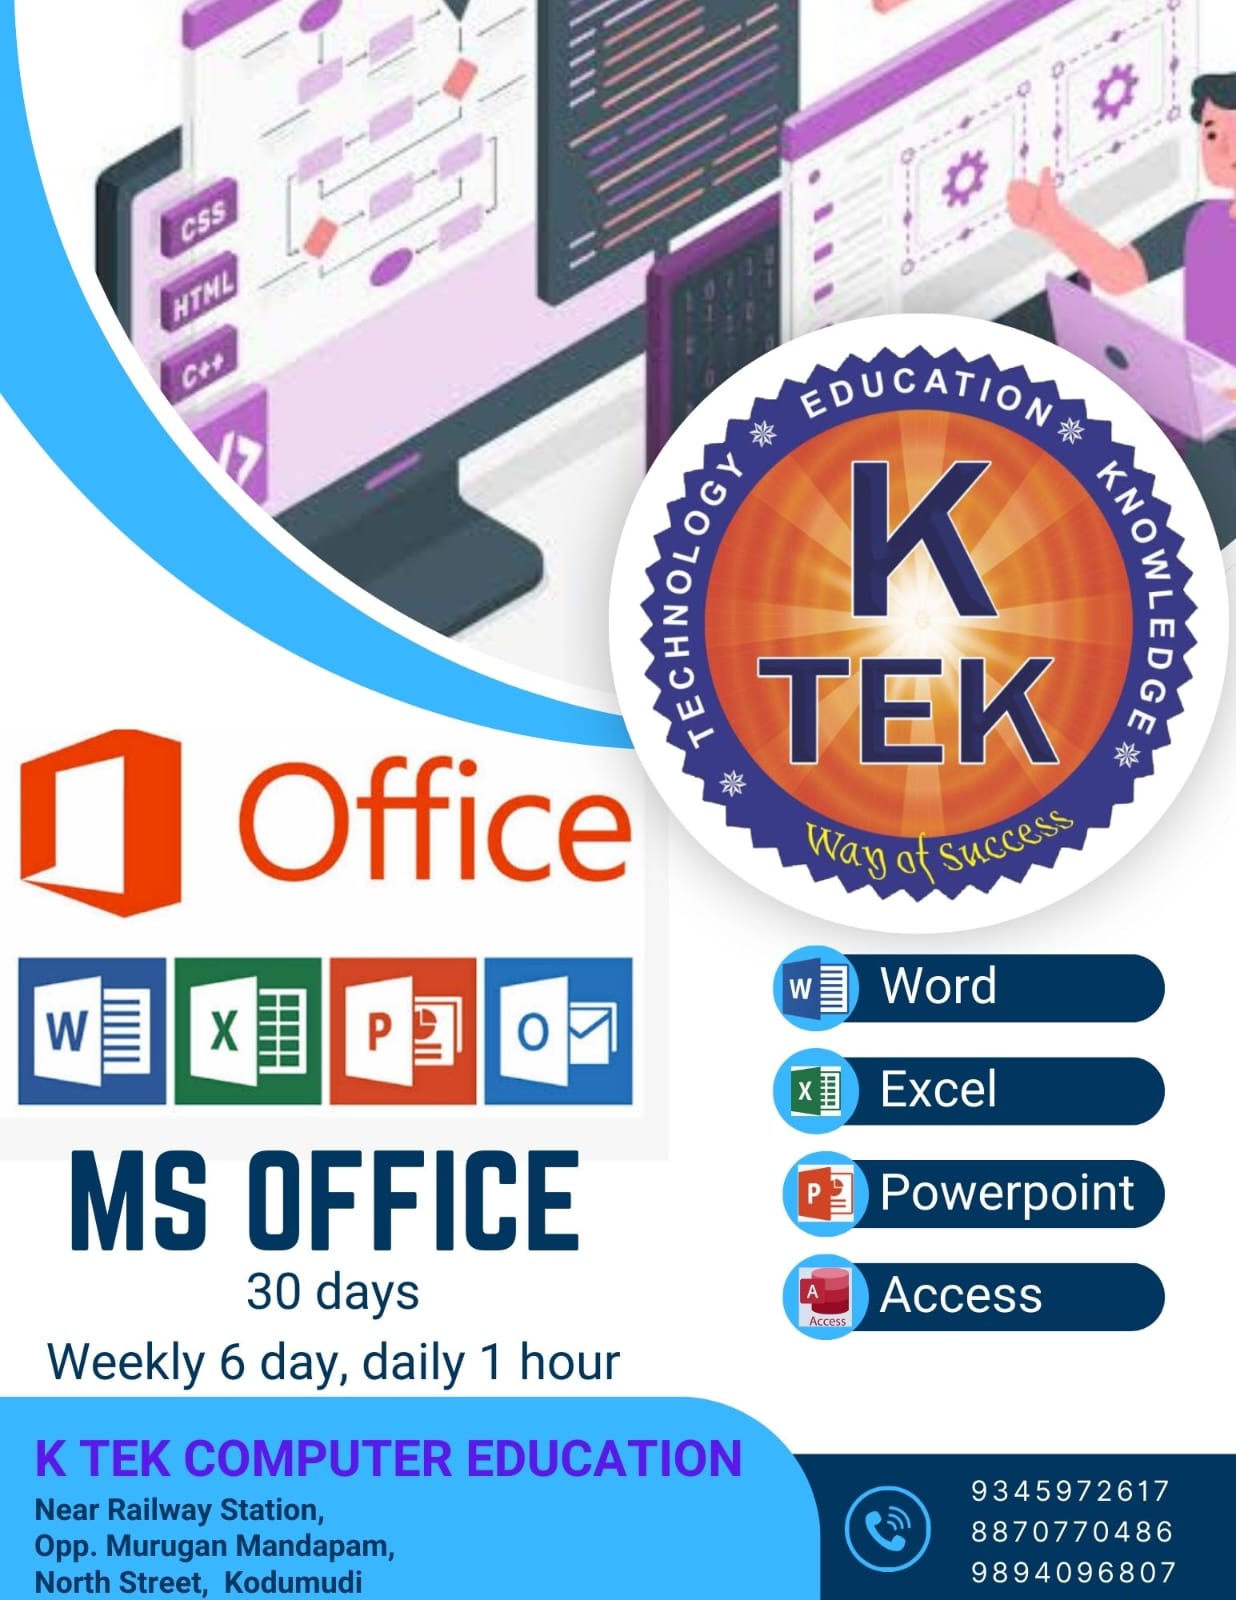 CSS
HTML
C++
</>
EDUCATION
TECHNOLOGY
KNOWLEDGE
K
TEK
Way of success
Office
W
X
P
O
W Word
X Excel
P Powerpoint
A Access
Access
MS OFFICE
30 days
Weekly 6 day, daily 1 hour
K TEK COMPUTER EDUCATION
Near Railway Station,
Opp. Murugan Mandapam,
North Street, Kodumudi
9345972617
8870770486
9894096807